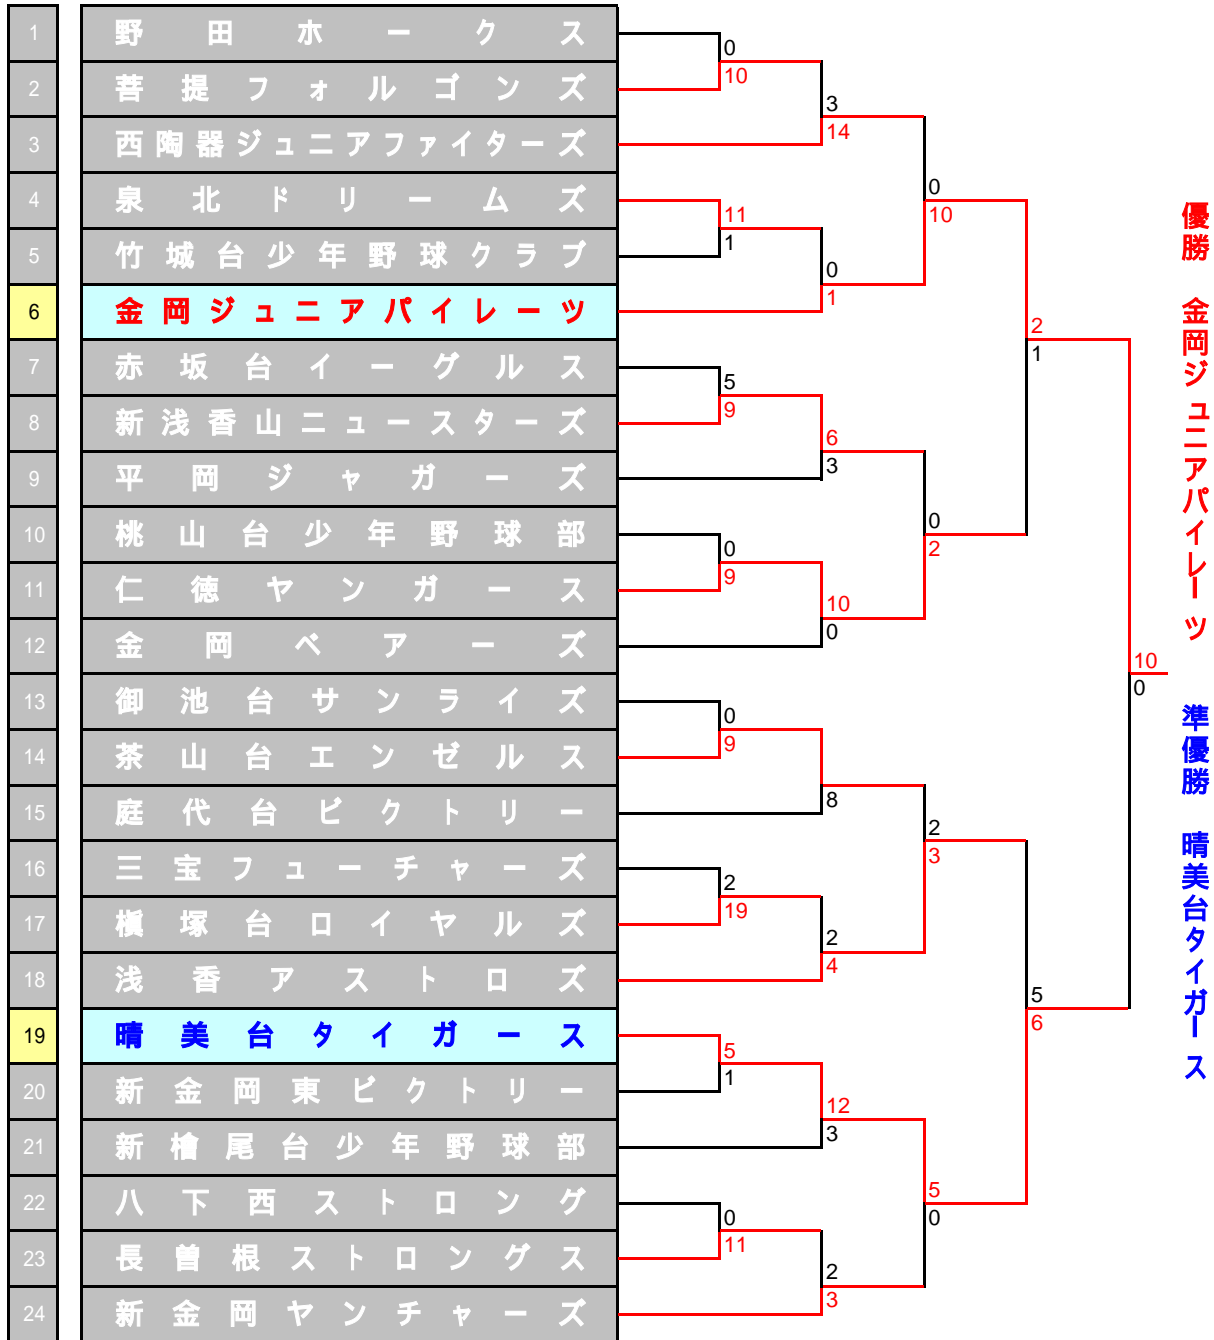 1 野田ホークス
2 菩提フォルゴンズ
3 西陶器ジュニアファイターズ
4 泉北ドリームズ
5 竹城台少年野球クラブ
6 金岡ジュニアパイレーツ
7 赤坂台イーグルス
8 新浅香山ニュースターズ
9 平岡ジャガーズ
10 桃山台少年野球部
11 仁徳ヤンガース
12 金岡ベアーズ
13 御池台サンライズ
14 茶山台エンゼルス
15 庭代台ビクトリー
16 三宝フューチャーズ
17 槇塚台ロイヤルズ
18 浅香アストロズ
19 晴美台タイガース
20 新金岡東ビクトリー
21 新檜尾台少年野球部
22 八下西ストロング
23 長曽根ストロングス
24 新金岡ヤンチャーズ
0
10
11
1
5
9
0
9
0
9
2
19
5
1
0
11
3
14
0
1
6
3
10
0
8
2
4
12
3
2
3
0
10
0
2
2
3
5
0
2
1
5
6
10
0
優勝 金岡ジュニアパイレーツ
準優勝 晴美台タイガース